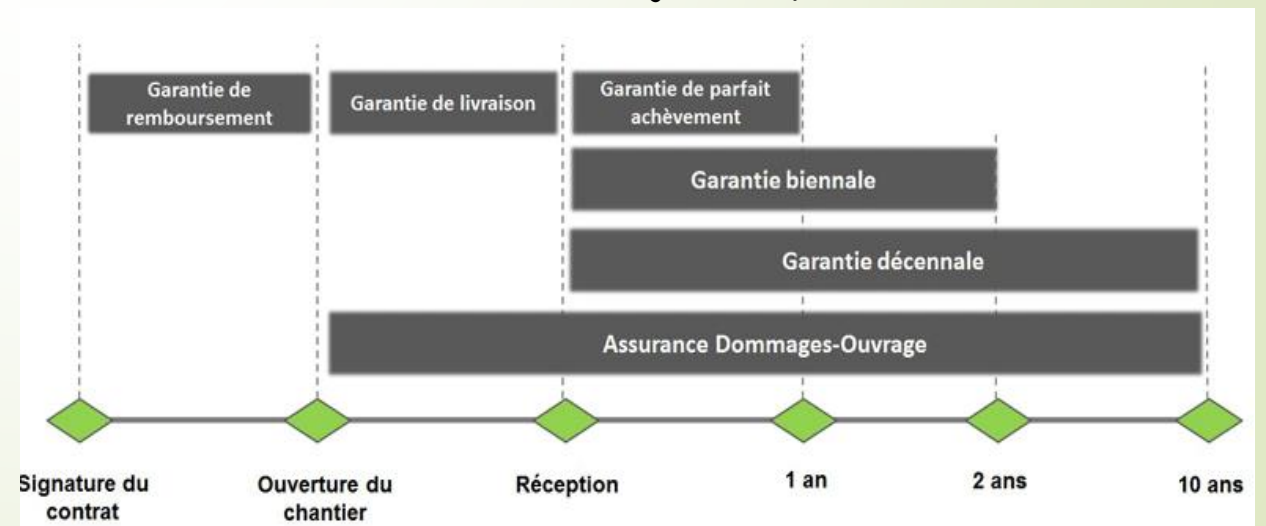 Garantie de
remboursement
Garantie de livraison
Garantie de parfait
achèvement
Garantie biennale
Garantie décennale
Assurance Dommages-Ouvrage
Signature du
contrat
Ouverture du
chantier
Réception
1 an
2 ans
10 ans